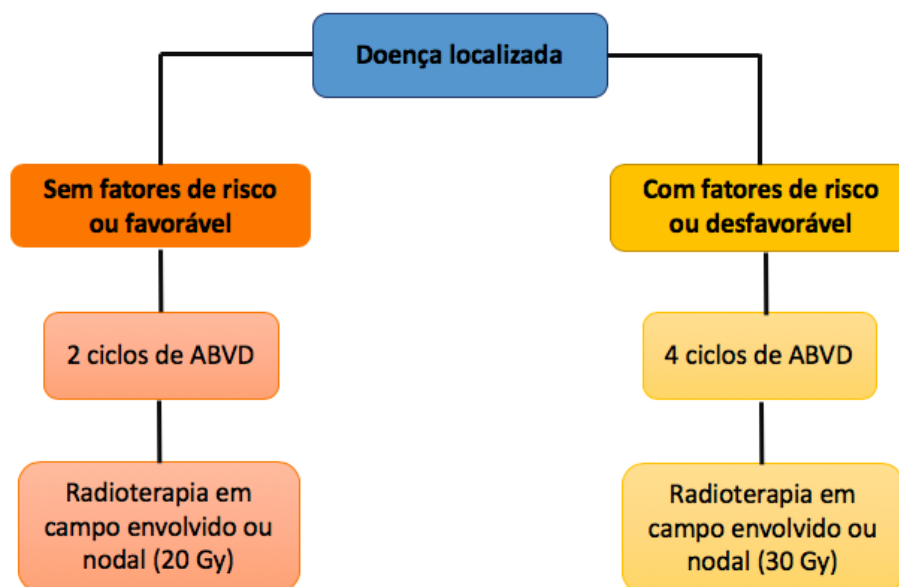 Doença localizada
Sem fatores de risco
ou favorável
Com fatores de risco
ou desfavorável
2 ciclos de ABVD
4 ciclos de ABVD
Radioterapia em
campo envolvido ou
nodal (20 Gy)
Radioterapia em
campo envolvido ou
nodal (30 Gy)